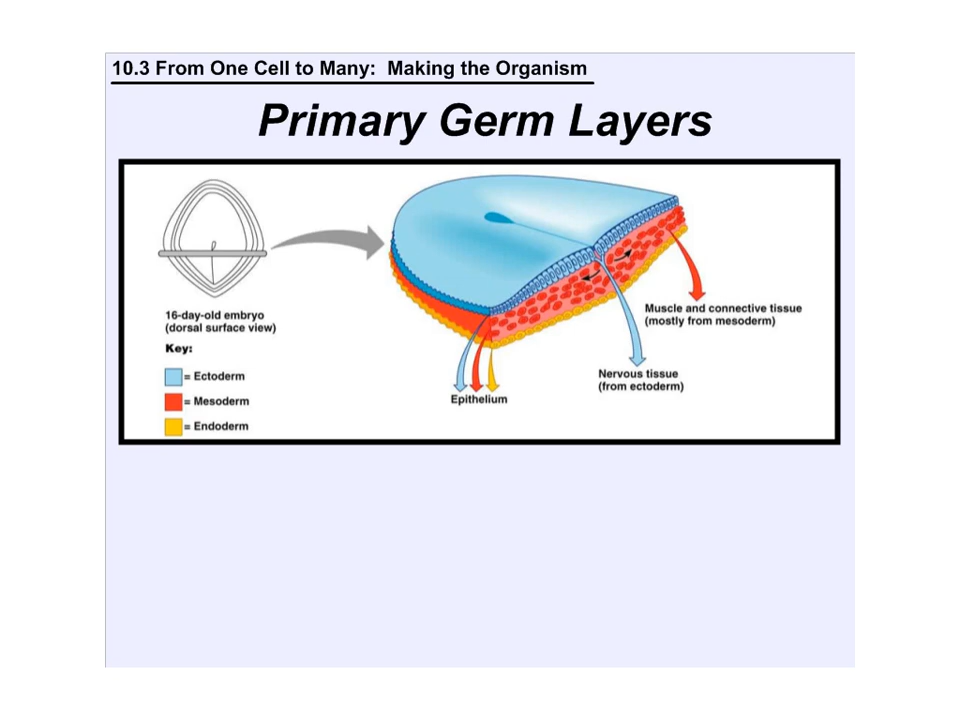 10.3 From One Cell to Many:  Making the Organism
Primary Germ Layers
16-day-old embryo
(dorsal surface view)
Key:
= Ectoderm
= Mesoderm
= Endoderm
Epithelium
Nervous tissue
(from ectoderm)
Muscle and connective tissue
(mostly from mesoderm)